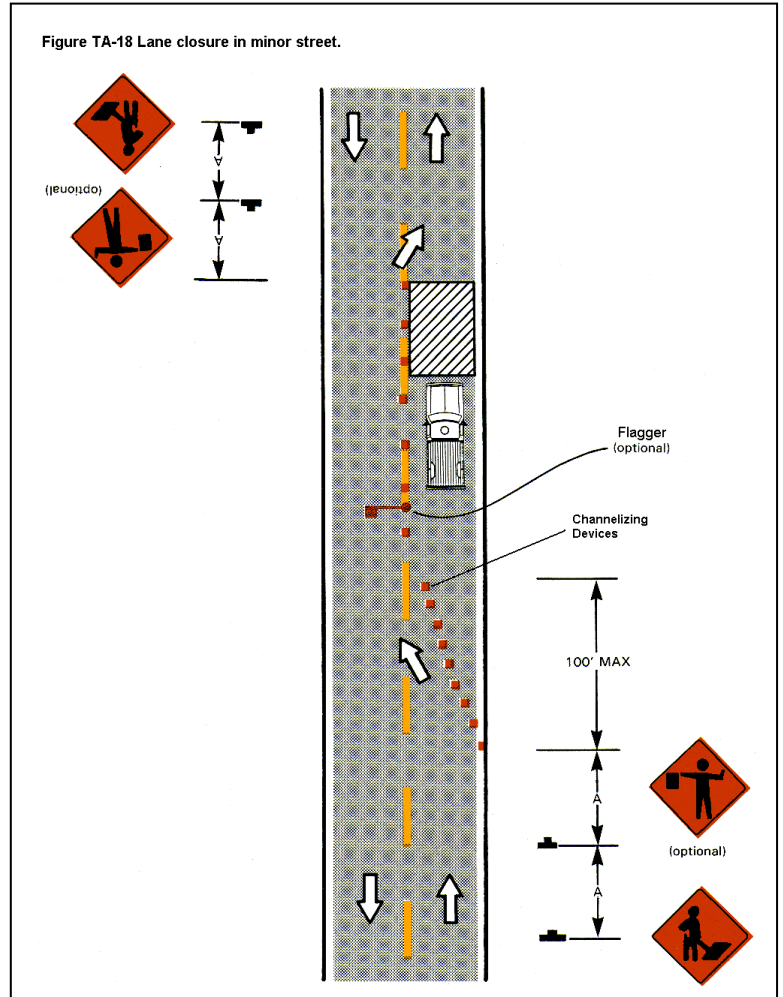 Figure TA-18 Lane closure in minor street.
A
(optional)
A
Flagger
(optional)
Channelizing
Devices
100' MAX
A
(optional)
A